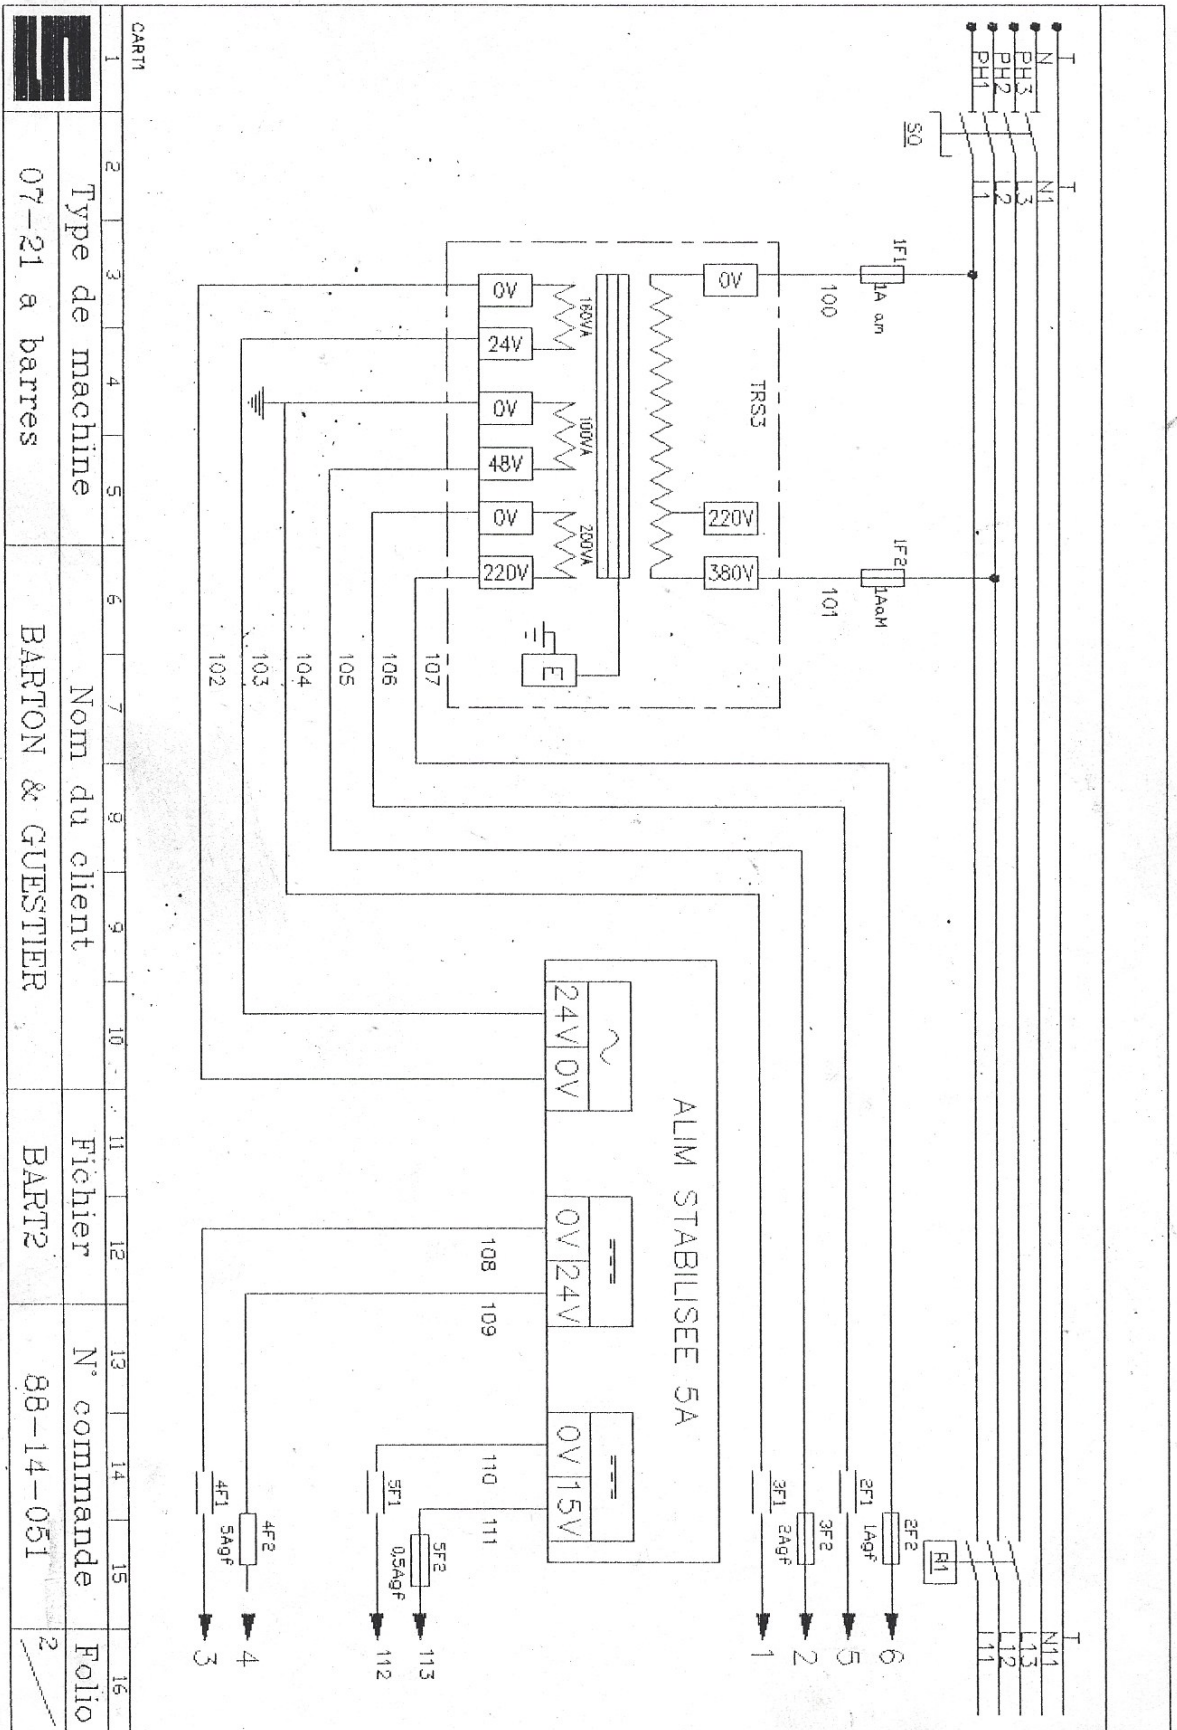 T
N
PH3
PH2
PH1
SQ
T
N1
L3
L2
L1
1F1
1A am
100
1F2
1AaM
101
TRS3
0V
220V
380V
160VA
100VA
200VA
0V
24V
0V
48V
0V
220V
E
107
106
105
104
103
102
ALIM STABILISEE 5A
24V 0V
0V 24V
0V 15V
108
109
110
111
2F2
2F1
1Agf
3F2
3F1
2Agf
5F2
0,5Agf
5F1
4F2
4F1
5Agf
R1
T
N11
L13
L12
L11
6
5
2
1
113
112
4
3
CART1
1 2 3 4 5 6 7 8 9 10 11 12 13 14 15 16
Type de machine
Nom du client
Fichier
N° commande
Folio
07-21 a barres
BARTON & GUESTIER
BART2
88-14-051
2